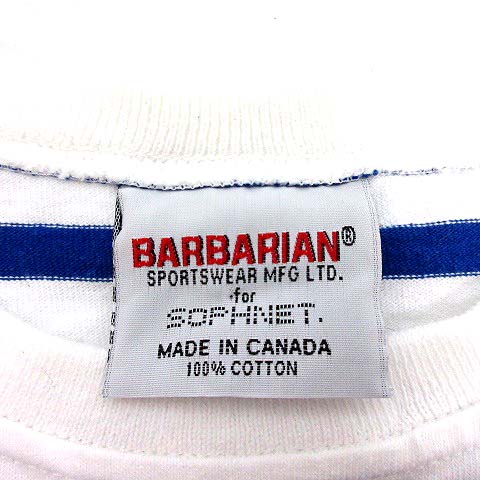 BARBARIAN®
SPORTSWEAR MFG LTD.
for
SOPHNET.
MADE IN CANADA
100% COTTON